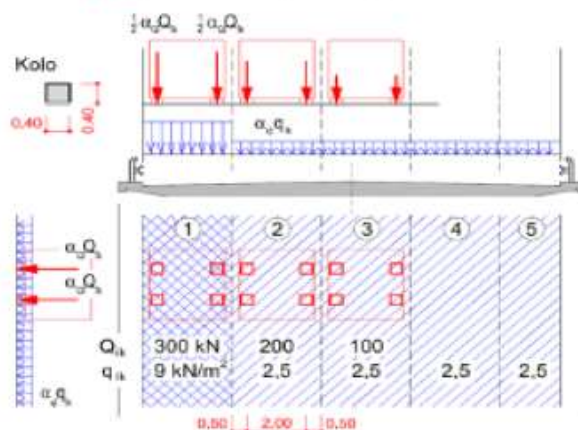 ½ α_Q Q_k ½ α_Q Q_k
Kolo
0.40
0.40
α_q q_k
1 2 3 4 5
α_Q Q_k
α_Q Q_k
Q_ik 300 kN 200 100
q_ik 9 kN/m² 2.5 2.5 2.5 2.5
α_q q_k
0.50 2.00 0.50